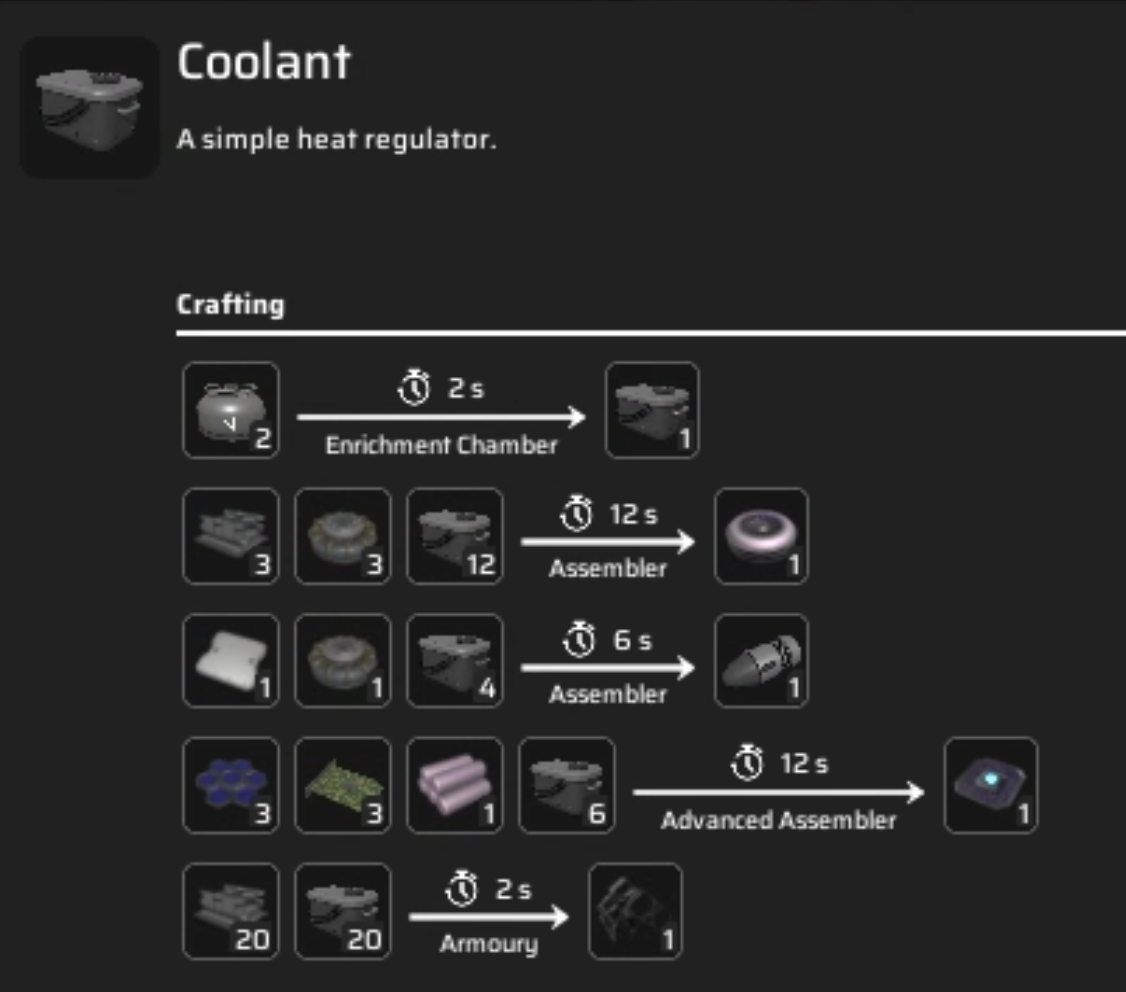 Coolant
A simple heat regulator.
Crafting
2 2 s Enrichment Chamber 1
3 3 12 12 s Assembler 1
1 1 4 6 s Assembler 1
3 3 1 6 12 s Advanced Assembler 1
20 20 2 s Armoury 1